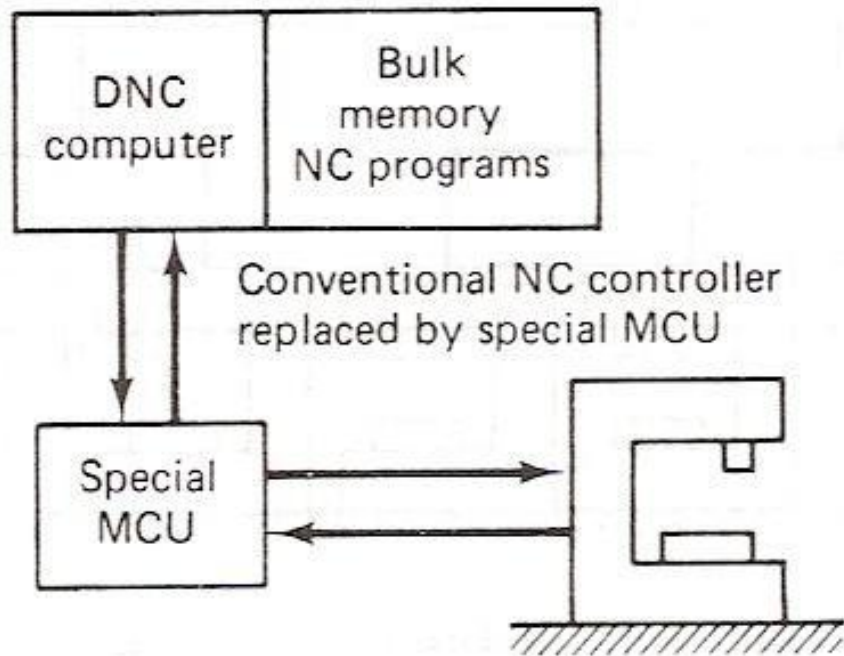 DNC
computer
Bulk
memory
NC programs
Conventional NC controller
replaced by special MCU
Special
MCU